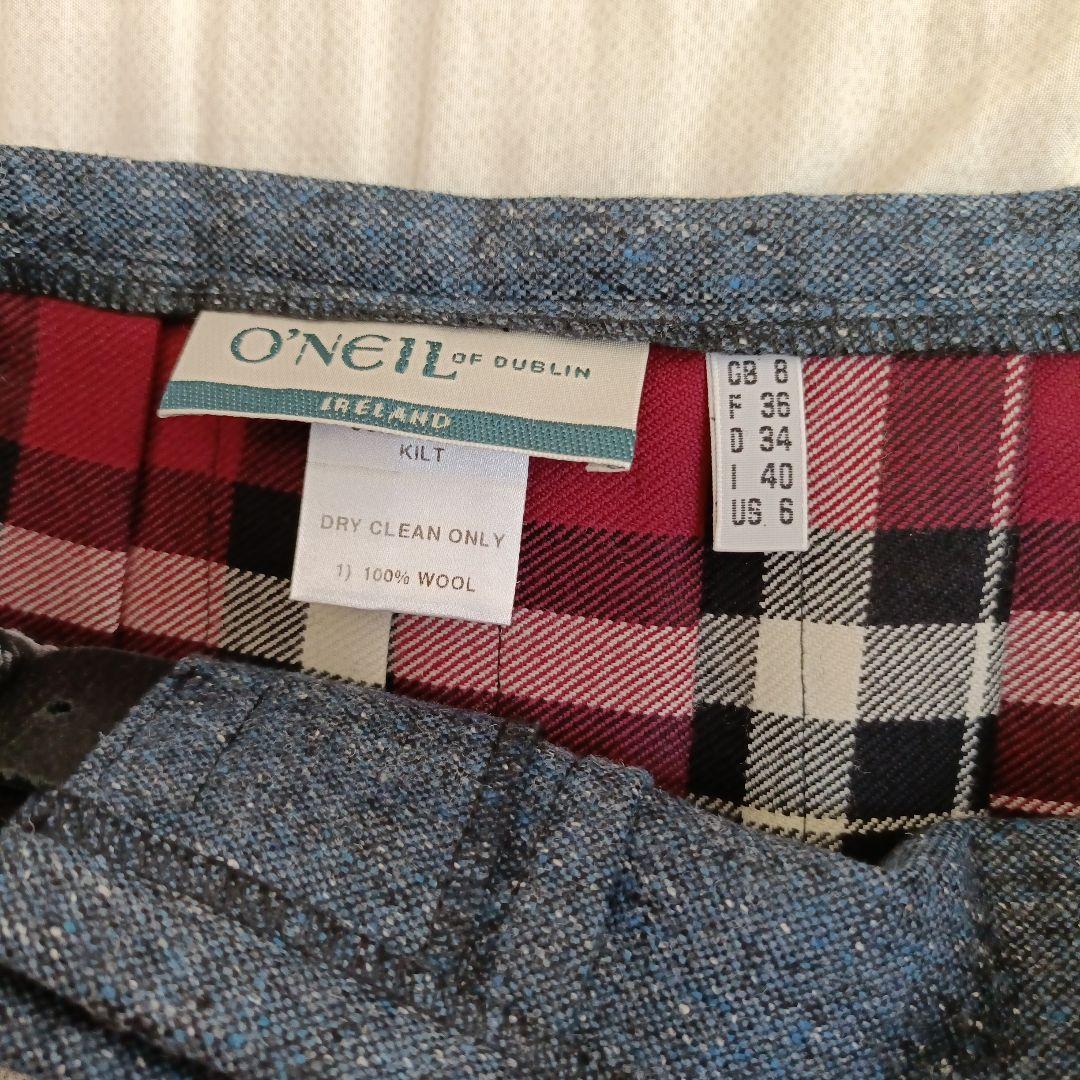 O'NEIL OF DUBLIN
IRELAND
KILT
DRY CLEAN ONLY
1) 100% WOOL
GB 8
F 36
D 34
I 40
US 6